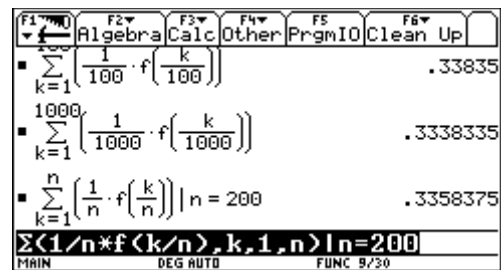 F1 F2 F3 F4 F5 F6
Algebra Calc Other PrgmIO Clean Up
∑(1/100 · f(k/100)) k=1 .33835
1000 ∑(1/1000 · f(k/1000)) k=1 .3338335
n ∑(1/n · f(k/n)) | n = 200 k=1 .3358375
Σ(1/n*f(k/n),k,1,n)|n=200
MAIN DEG AUTO FUNC 9/30